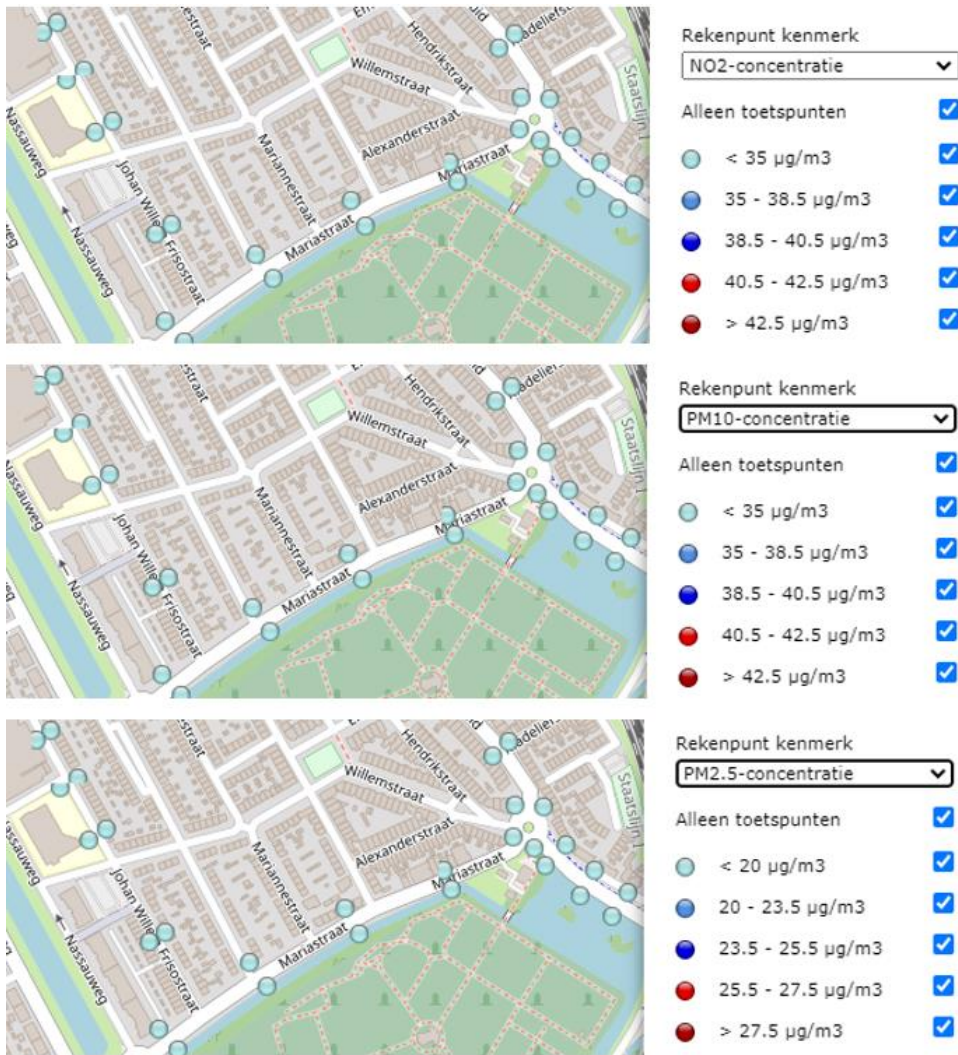 Nassauweg
Nassauweg
Johan Willem Frisostraat
Mariannestraat
Mariastraat
Mariastraat
Alexanderstraat
Willemstraat
Hendrikstraat
Staatslijn
Rekenpunt kenmerk
NO2-concentratie
Alleen toetspunten
< 35 µg/m3
35 - 38.5 µg/m3
38.5 - 40.5 µg/m3
40.5 - 42.5 µg/m3
> 42.5 µg/m3
Nassauweg
Nassauweg
Johan Willem Frisostraat
Mariannestraat
Mariastraat
Mariastraat
Alexanderstraat
Willemstraat
Hendrikstraat
Staatslijn
Rekenpunt kenmerk
PM10-concentratie
Alleen toetspunten
< 35 µg/m3
35 - 38.5 µg/m3
38.5 - 40.5 µg/m3
40.5 - 42.5 µg/m3
> 42.5 µg/m3
Nassauweg
Johan Willem Frisostraat
Mariannestraat
Mariastraat
Mariastraat
Alexanderstraat
Willemstraat
Hendrikstraat
Staatslijn
Rekenpunt kenmerk
PM2.5-concentratie
Alleen toetspunten
< 20 µg/m3
20 - 23.5 µg/m3
23.5 - 25.5 µg/m3
25.5 - 27.5 µg/m3
> 27.5 µg/m3